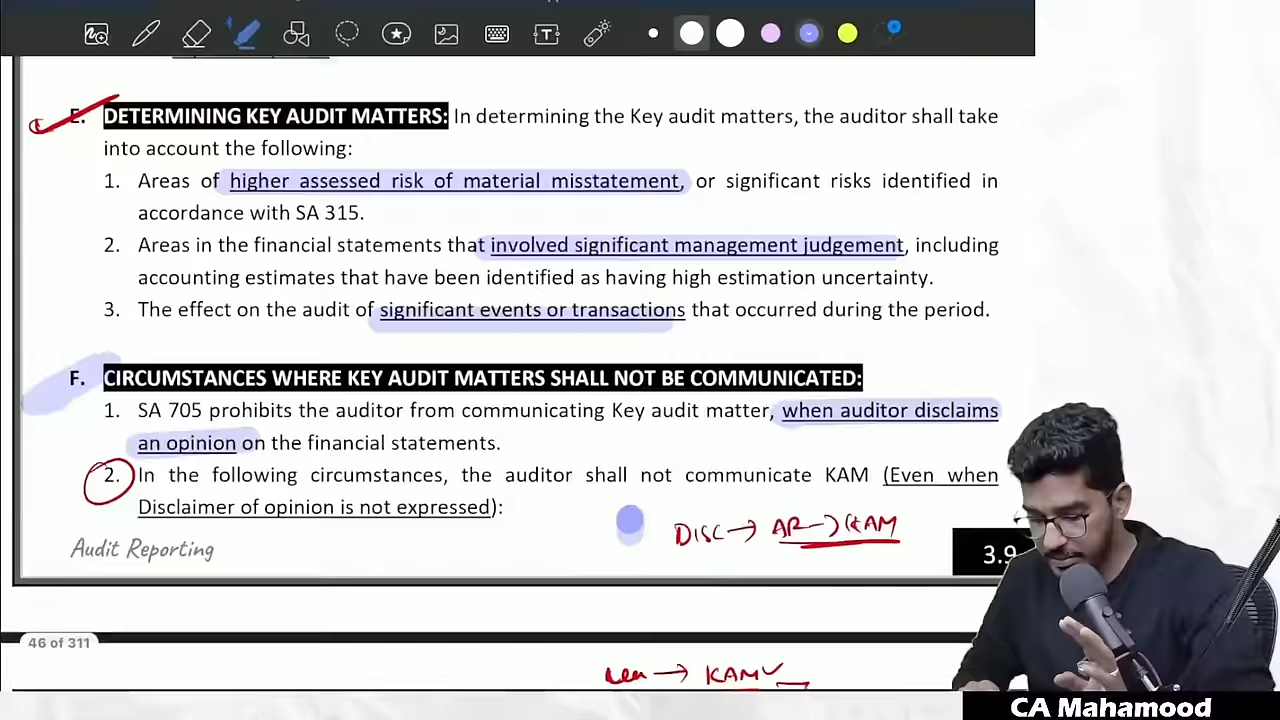 E. DETERMINING KEY AUDIT MATTERS: In determining the Key audit matters, the auditor shall take
into account the following:
1. Areas of higher assessed risk of material misstatement, or significant risks identified in
accordance with SA 315.
2. Areas in the financial statements that involved significant management judgement, including
accounting estimates that have been identified as having high estimation uncertainty.
3. The effect on the audit of significant events or transactions that occurred during the period.
F. CIRCUMSTANCES WHERE KEY AUDIT MATTERS SHALL NOT BE COMMUNICATED:
1. SA 705 prohibits the auditor from communicating Key audit matter, when auditor disclaims
an opinion on the financial statements.
2. In the following circumstances, the auditor shall not communicate KAM (Even when
Disclaimer of opinion is not expressed):
DISC → AR → KAM
Audit Reporting
3.9
46 of 311
→ KAM
CA Mahamood